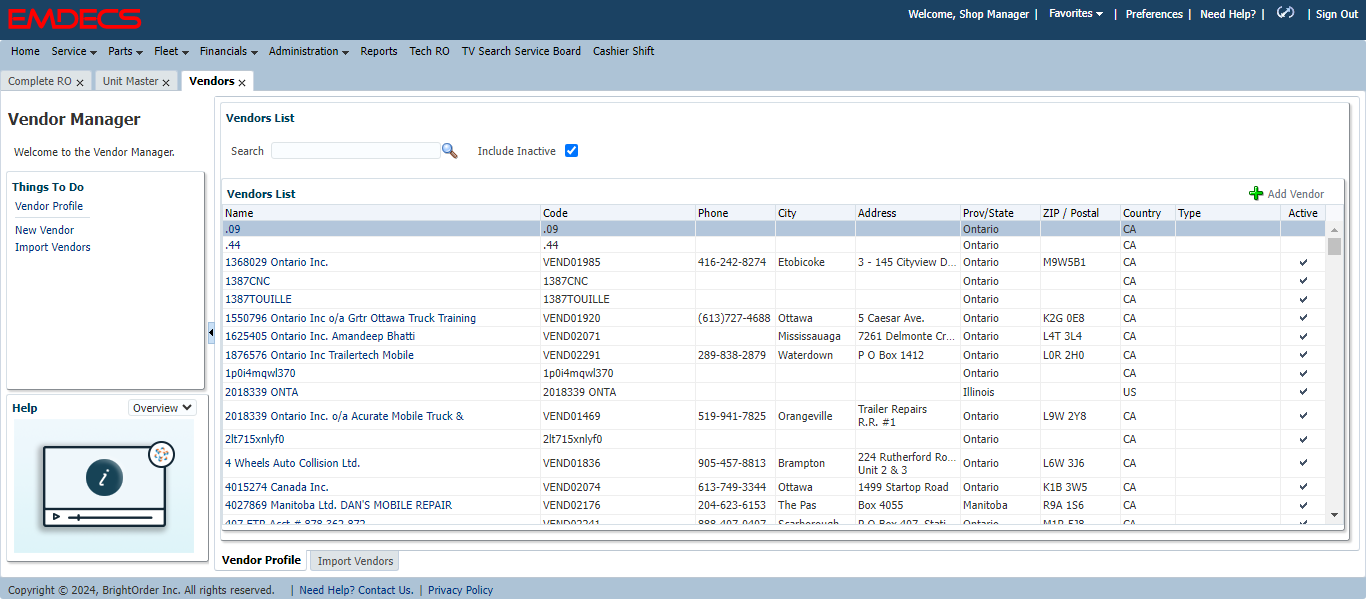 EMDECS
Welcome, Shop Manager | Favorites | Preferences | Need Help? | | Sign Out
Home Service Parts Fleet Financials Administration Reports Tech RO TV Search Service Board Cashier Shift
Complete RO Unit Master Vendors
Vendor Manager
Welcome to the Vendor Manager.
Things To Do
Vendor Profile
New Vendor
Import Vendors
Help Overview
i
Vendors List
Search Include Inactive
Vendors List Add Vendor
Name Code Phone City Address Prov/State ZIP / Postal Country Type Active
.09 .09 Ontario CA
.44 .44 Ontario CA
1368029 Ontario Inc. VEND01985 416-242-8274 Etobicoke 3 - 145 Cityview D... Ontario M9W5B1 CA
1387CNC 1387CNC Ontario CA
1387TOUILLE 1387TOUILLE Ontario CA
1550796 Ontario Inc o/a Grtr Ottawa Truck Training VEND01920 (613)727-4688 Ottawa 5 Caesar Ave. Ontario K2G 0E8 CA
1625405 Ontario Inc. Amandeep Bhatti VEND02071 Mississauaga 7261 Delmonte Cr... Ontario L4T 3L4 CA
1876576 Ontario Inc Trailertech Mobile VEND02291 289-838-2879 Waterdown P O Box 1412 Ontario L0R 2H0 CA
1p0i4mqwl370 1p0i4mqwl370 Ontario CA
2018339 ONTA 2018339 ONTA Illinois US
2018339 Ontario Inc. o/a Acurate Mobile Truck & VEND01469 519-941-7825 Orangeville Trailer Repairs R.R. #1 Ontario L9W 2Y8 CA
2lt715xnlyf0 2lt715xnlyf0 Ontario CA
4 Wheels Auto Collision Ltd. VEND01836 905-457-8813 Brampton 224 Rutherford Ro... Unit 2 & 3 Ontario L6W 3J6 CA
4015274 Canada Inc. VEND02074 613-749-3344 Ottawa 1499 Startop Road Ontario K1B 3W5 CA
4027869 Manitoba Ltd. DAN'S MOBILE REPAIR VEND02176 204-623-6153 The Pas Box 4055 Manitoba R9A 1S6 CA
407 ETR Acct # 878 362 872 VEND02241 888-407-0407 Scarborough P O Box 407, Stati... Ontario M1R 5J8 CA
Vendor Profile Import Vendors
Copyright © 2024, BrightOrder Inc. All rights reserved. | Need Help? Contact Us. | Privacy Policy